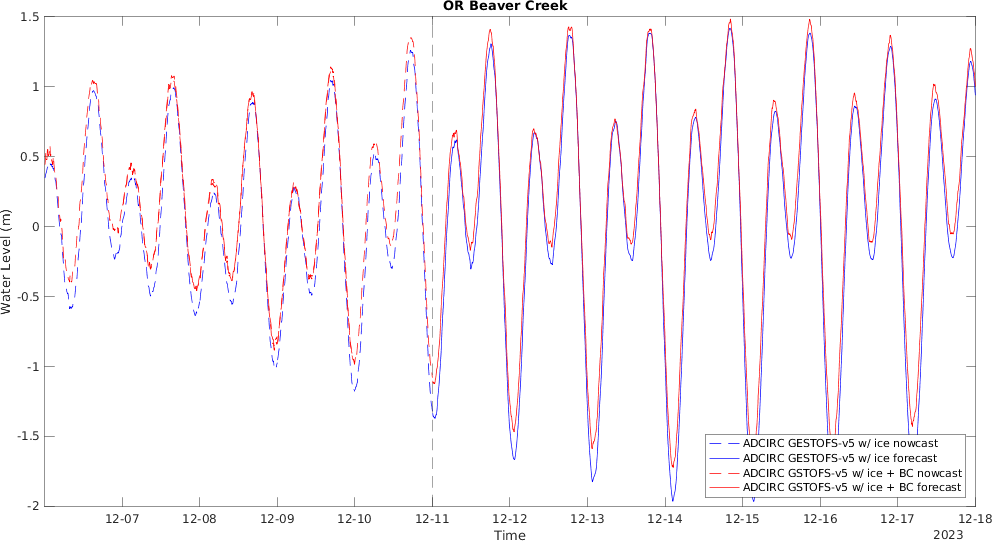 OR Beaver Creek
1.5
1
0.5
0
-0.5
-1
-1.5
-2
Water Level (m)
ADCIRC GESTOFS-v5 w/ ice nowcast
ADCIRC GESTOFS-v5 w/ ice forecast
ADCIRC GSTOFS-v5 w/ ice + BC nowcast
ADCIRC GSTOFS-v5 w/ ice + BC forecast
12-07 12-08 12-09 12-10 12-11 12-12 12-13 12-14 12-15 12-16 12-17 12-18
Time
2023